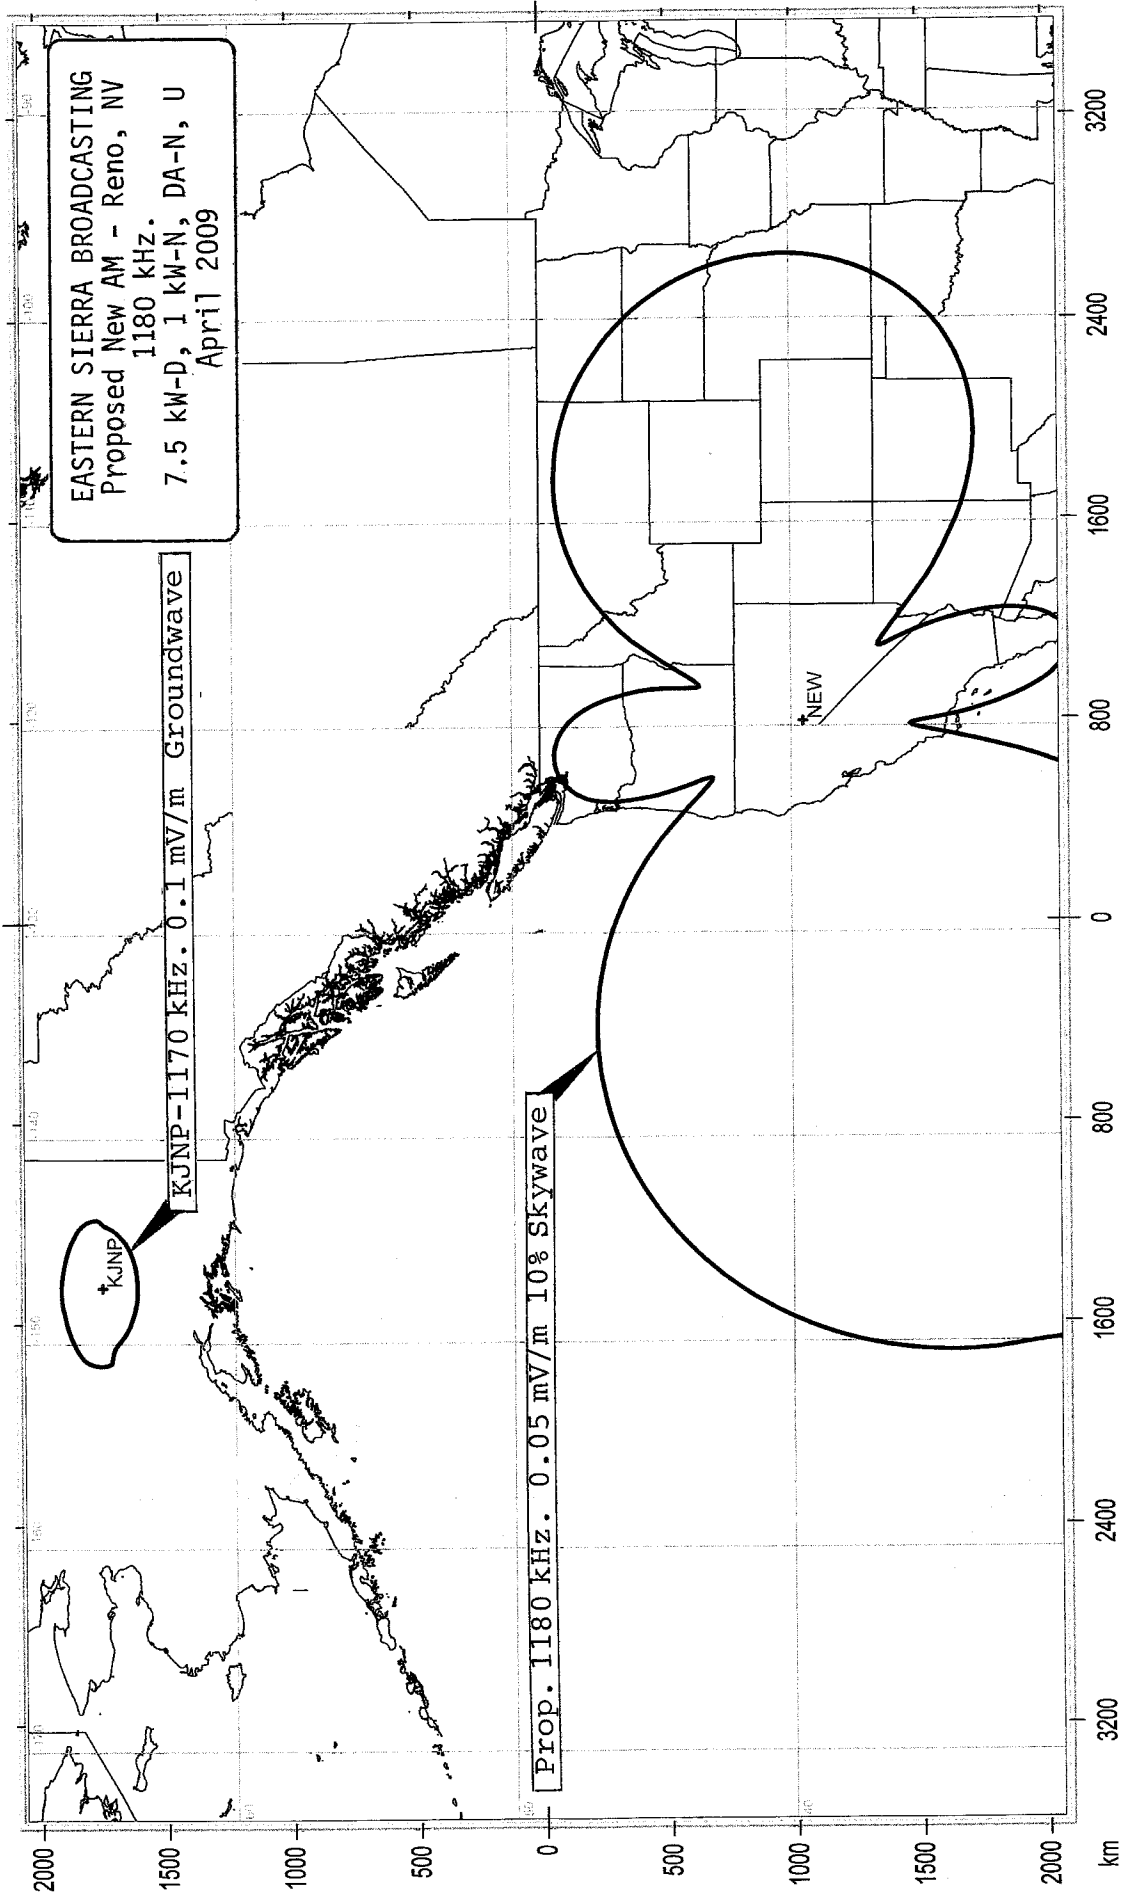 EASTERN SIERRA BROADCASTING
Proposed New AM - Reno, NV
1180 kHz.
7.5 kW-D, 1 kW-N, DA-N, U
April 2009
KJNP-1170 kHz. 0.1 mV/m Groundwave
KJNP
Prop. 1180 kHz. 0.05 mV/m 10% Skywave
NEW
2000
1500
1000
500
0
500
1000
1500
2000
km
3200
2400
1600
800
0
800
1600
2400
3200